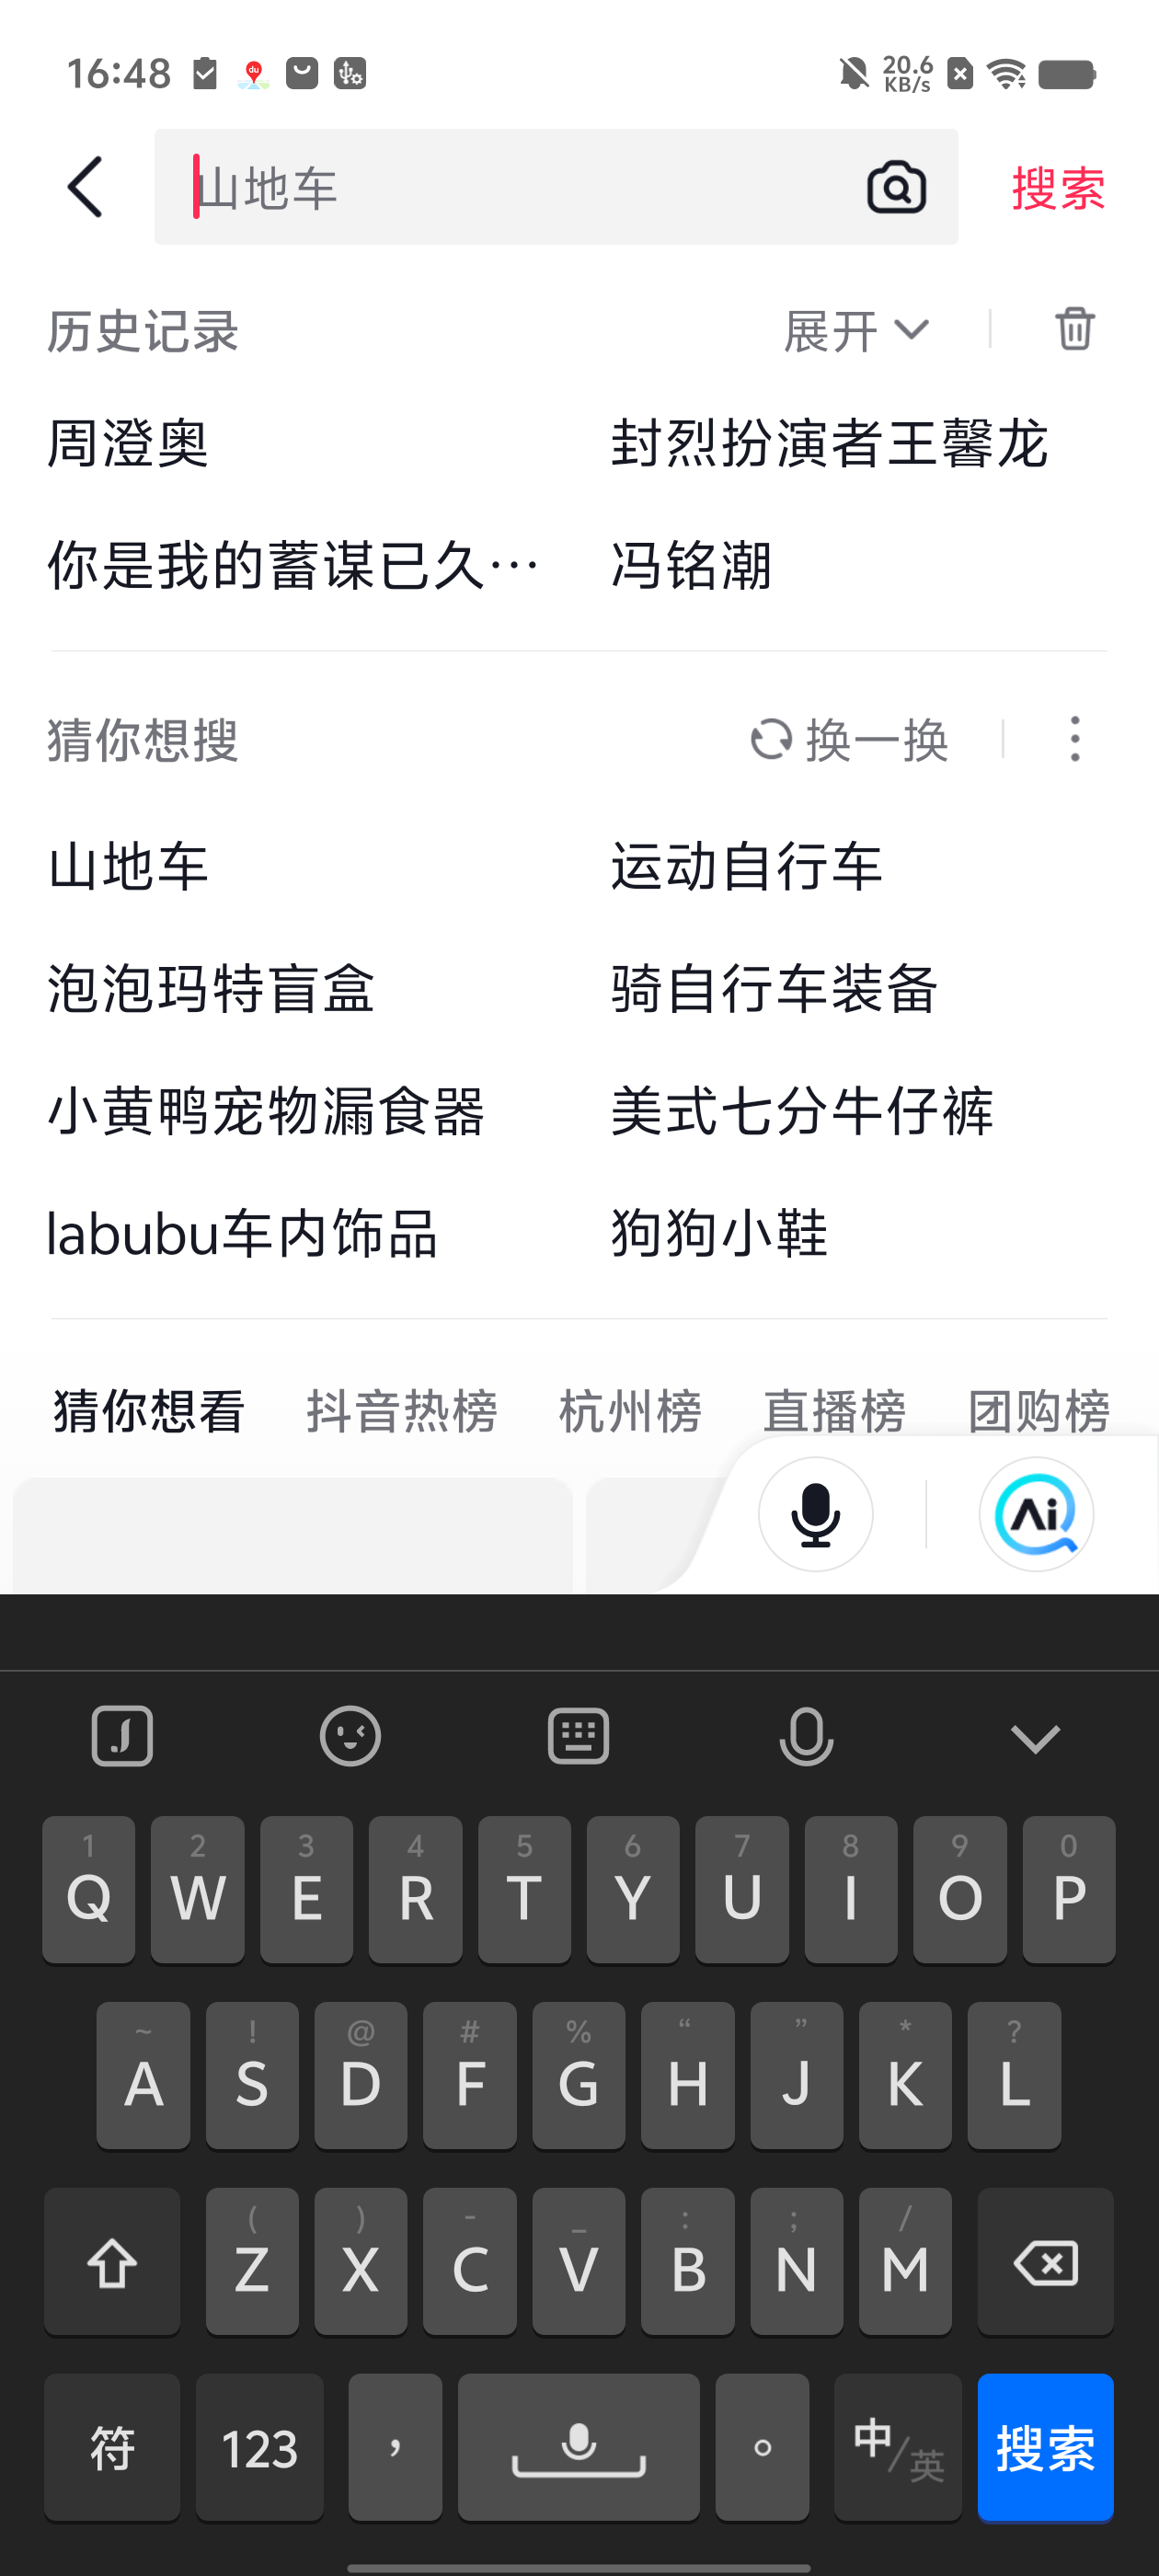 16:48 20.6 KB/s
山地车 搜索
历史记录 展开
周澄奥 封烈扮演者王馨龙
你是我的蓄谋已久… 冯铭潮
猜你想搜 换一换
山地车 运动自行车
泡泡玛特盲盒 骑自行车装备
小黄鸭宠物漏食器 美式七分牛仔裤
labubu车内饰品 狗狗小鞋
猜你想看 抖音热榜 杭州榜 直播榜 团购榜
Ai
1 2 3 4 5 6 7 8 9 0
Q W E R T Y U I O P
~ ! @ # % “ ” * ?
A S D F G H J K L
( ) - _ : ; /
Z X C V B N M
符 123 ， 。 中/英 搜索